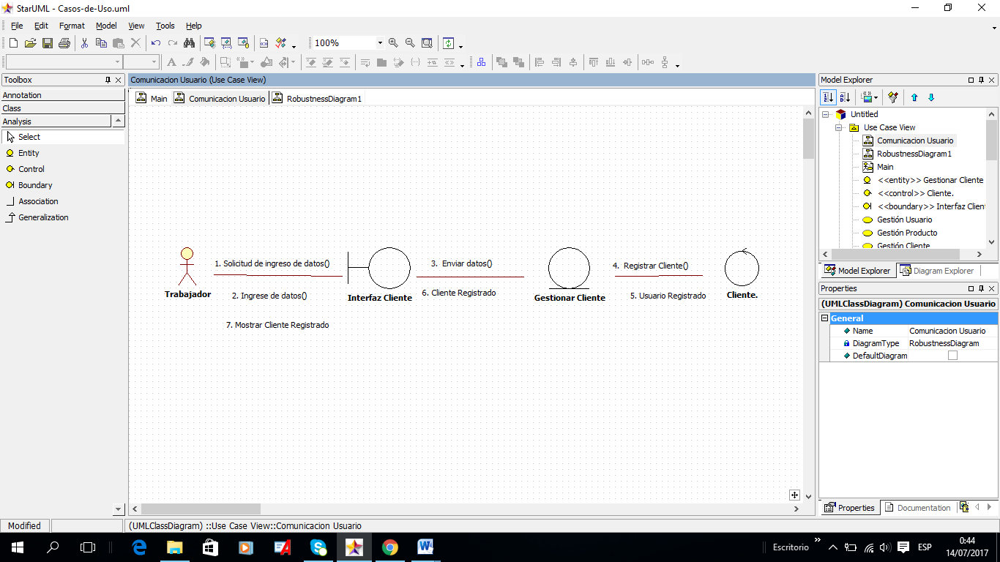 StarUML - Casos-de-Uso.uml
File Edit Format Model View Tools Help
100%
Toolbox
Annotation
Class
Analysis
Select
Entity
Control
Boundary
Association
Generalization
Comunicacion Usuario (Use Case View)
Main Comunicacion Usuario RobustnessDiagram1
1. Solicitud de ingreso de datos()
2. Ingrese de datos()
7. Mostrar Cliente Registrado
Trabajador
Interfaz Cliente
3. Enviar datos()
6. Cliente Registrado
Gestionar Cliente
4. Registrar Cliente()
5. Usuario Registrado
Cliente.
Model Explorer
Untitled
Use Case View
Comunicacion Usuario
RobustnessDiagram1
Main
<<entity>> Gestionar Cliente
<<control>> Cliente.
<<boundary>> Interfaz Clien
Gestión Usuario
Gestión Producto
Gestión Cliente
Model Explorer Diagram Explorer
Properties
(UMLClassDiagram) Comunicacion Usuario
General
Name Comunicacion Usuario
DiagramType RobustnessDiagram
DefaultDiagram
Properties Documentation
Modified
(UMLClassDiagram) ::Use Case View::Comunicacion Usuario
Escritorio
ESP
0:44
14/07/2017